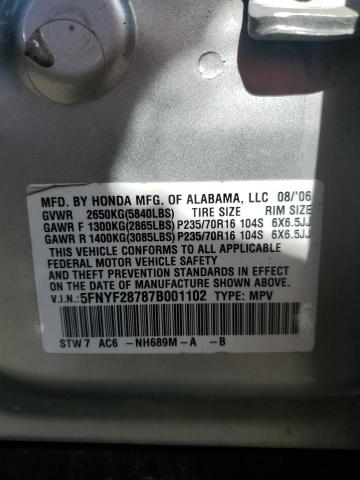 MFD. BY HONDA MFG. OF ALABAMA, LLC 08/'06
GVWR 2650KG(5840LBS) TIRE SIZE RIM SIZE
GAWR F 1300KG(2865LBS)P235/70R16 104S 6X6.5JJ
GAWR R 1400KG(3085LBS)P235/70R16 104S 6X6.5JJ
THIS VEHICLE CONFORMS TO ALL APPLICABLE
FEDERAL MOTOR VEHICLE SAFETY
AND THEFT PREVENTION STANDARDS IN EFFECT
ON THE DATE OF MANUFACTURE SHOWN ABOVE.
V.I.N.:5FNYF28787B001102 TYPE: MPV
STW7 AC6 -NH689M-A -B